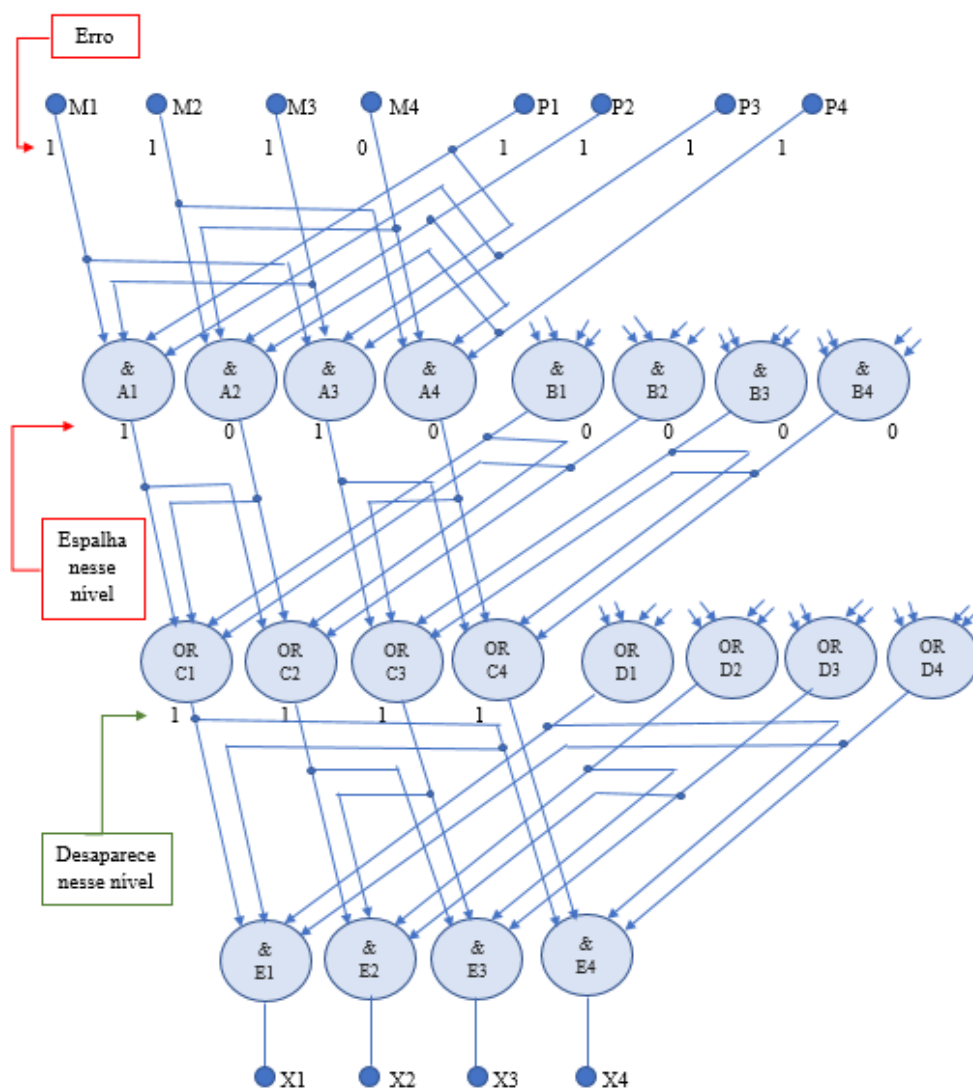 Erro
M1 M2 M3 M4 P1 P2 P3 P4
1 1 1 0 1 1 1 1
& & & & & & & &
A1 A2 A3 A4 B1 B2 B3 B4
1 0 1 0 0 0 0 0
Espalha
nesse
nível
OR OR OR OR OR OR OR OR
C1 C2 C3 C4 D1 D2 D3 D4
1 1 1 1
Desaparece
nesse nível
& & & &
E1 E2 E3 E4
X1 X2 X3 X4